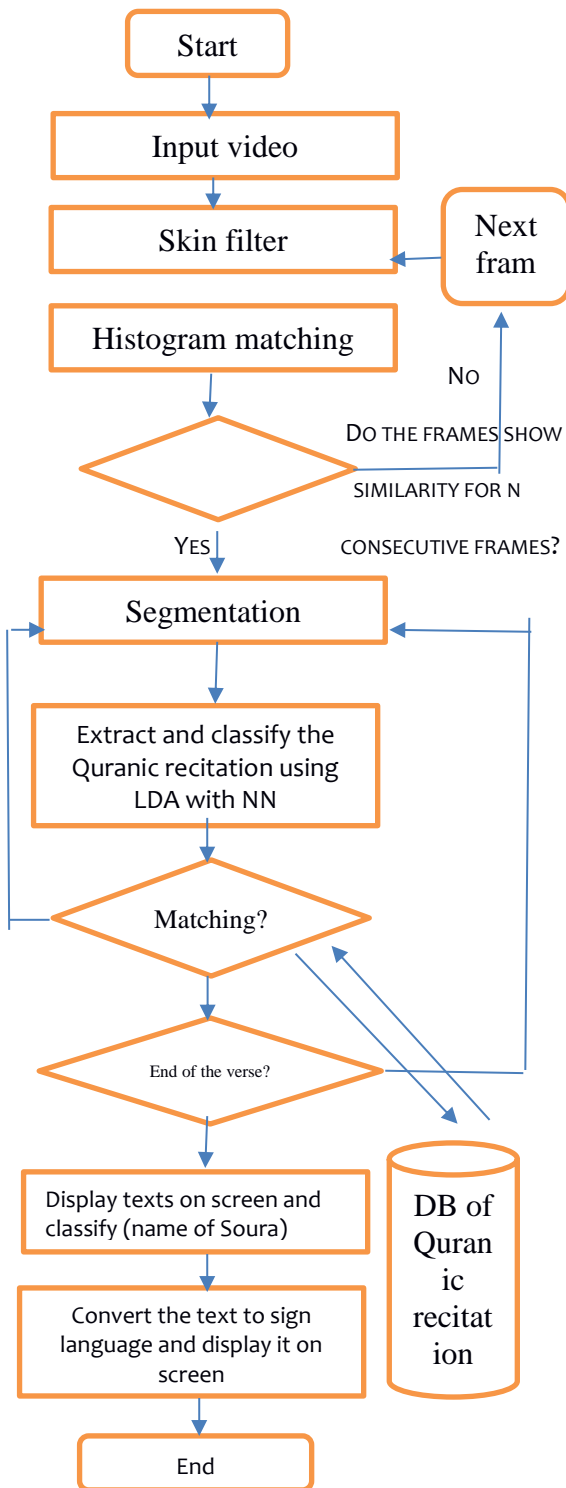 Start
Input video
Skin filter
Next
fram
Histogram matching
No
Do the frames show
similarity for n
consecutive frames?
Yes
Segmentation
Extract and classify the
Quranic recitation using
LDA with NN
Matching?
End of the verse?
Display texts on screen and
classify (name of Soura)
DB of
Quran
ic
recitat
ion
Convert the text to sign
language and display it on
screen
End